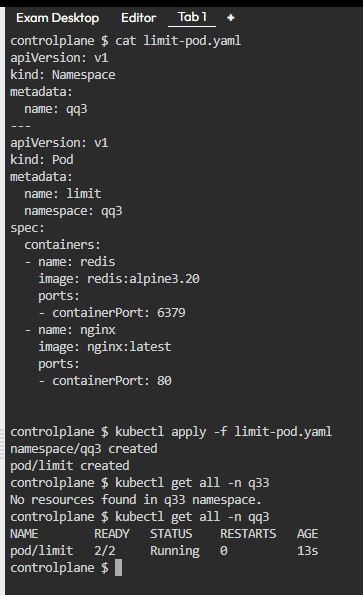 Exam Desktop Editor Tab 1 +
controlplane $ cat limit-pod.yaml
apiVersion: v1
kind: Namespace
metadata:
  name: qq3
---
apiVersion: v1
kind: Pod
metadata:
  name: limit
  namespace: qq3
spec:
  containers:
  - name: redis
    image: redis:alpine3.20
    ports:
    - containerPort: 6379
  - name: nginx
    image: nginx:latest
    ports:
    - containerPort: 80
controlplane $ kubectl apply -f limit-pod.yaml
namespace/qq3 created
pod/limit created
controlplane $ kubectl get all -n q33
No resources found in q33 namespace.
controlplane $ kubectl get all -n qq3
NAME        READY   STATUS    RESTARTS   AGE
pod/limit   2/2     Running   0          13s
controlplane $